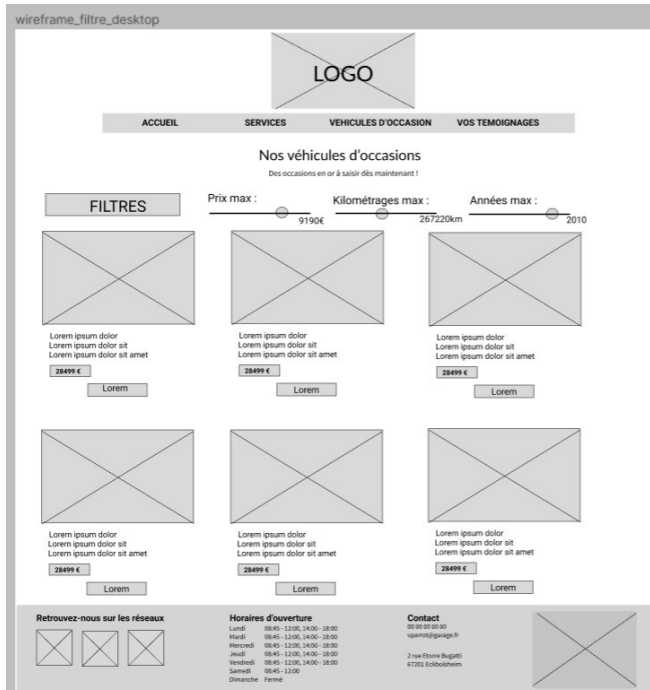 wireframe_filtre_desktop
LOGO
ACCUEIL SERVICES VEHICULES D'OCCASION VOS TEMOIGNAGES
Nos véhicules d'occasions
Des occasions en or à saisir dès maintenant !
FILTRES
Prix max : Kilométrages max : Années max :
9190€ 267220km 2010
Lorem ipsum dolor
Lorem ipsum dolor sit
Lorem ipsum dolor sit amet
28499 €
Lorem
Lorem ipsum dolor
Lorem ipsum dolor sit
Lorem ipsum dolor sit amet
28499 €
Lorem
Lorem ipsum dolor
Lorem ipsum dolor sit
Lorem ipsum dolor sit amet
28499 €
Lorem
Lorem ipsum dolor
Lorem ipsum dolor sit
Lorem ipsum dolor sit amet
28499 €
Lorem
Lorem ipsum dolor
Lorem ipsum dolor sit
Lorem ipsum dolor sit amet
28499 €
Lorem
Lorem ipsum dolor
Lorem ipsum dolor sit
Lorem ipsum dolor sit amet
28499 €
Lorem
Retrouvez-nous sur les réseaux
Horaires d'ouverture
Lundi 08:45 - 12:00, 14:00 - 18:00
Mardi 08:45 - 12:00, 14:00 - 18:00
Mercredi 08:45 - 12:00, 14:00 - 18:00
Jeudi 08:45 - 12:00, 14:00 - 18:00
Vendredi 08:45 - 12:00, 14:00 - 18:00
Samedi 08:45 - 12:00
Dimanche Fermé
Contact
00 00 00 00 00
vparrot@garage.fr
2 rue Etorre Bugatti
67201 Eckbolsheim